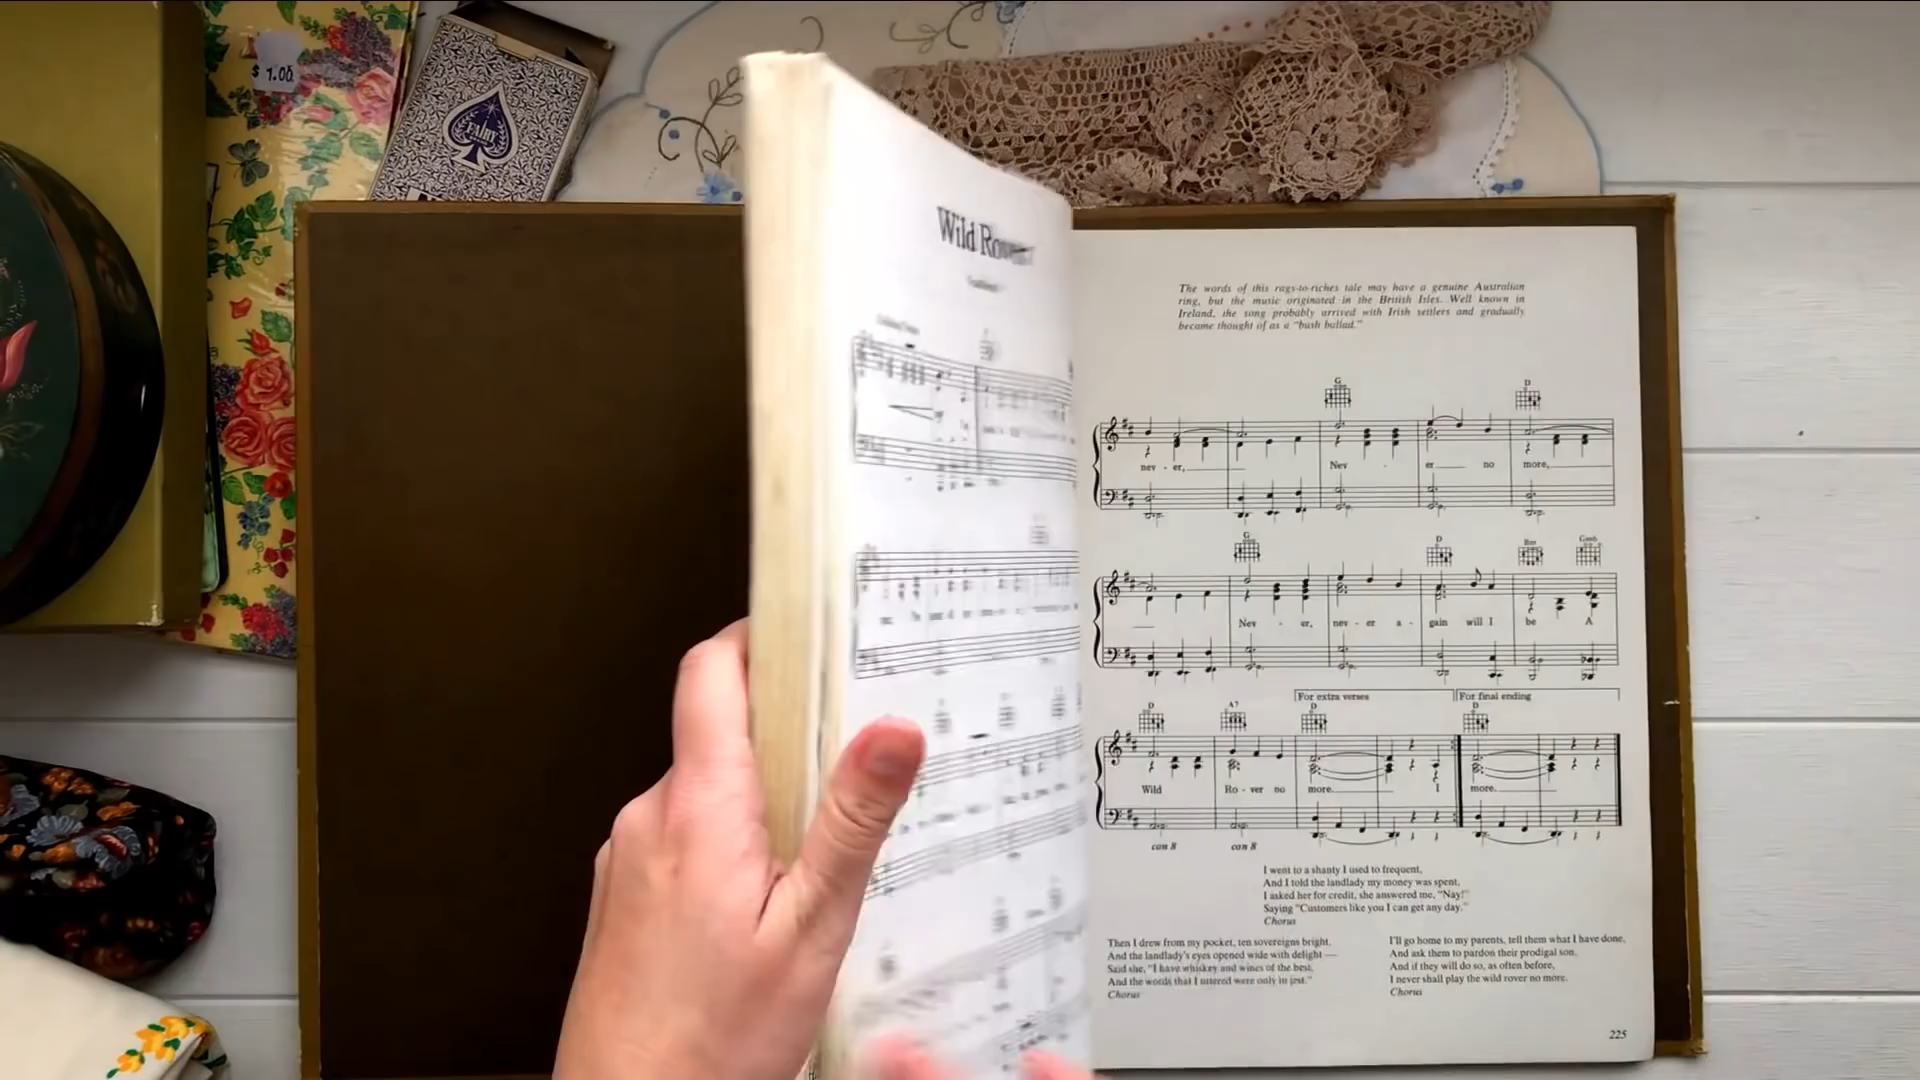 $ 1.00
FAIRY
Wild Rover
The words of this rags-to-riches tale may have a genuine Australian
ring, but the music originated in the British Isles. Well known in
Ireland, the song probably arrived with Irish settlers and gradually
became thought of as a "bush ballad."
G D
nev - er, Nev - er no more,
G D Bm Gm6
Nev - er, nev - er a - gain will I be A
For extra verses For final ending
D A7 D D
Wild Ro - ver no more. I more.
con 8 con 8
I went to a shanty I used to frequent,
And I told the landlady my money was spent,
I asked her for credit, she answered me, "Nay!"
Saying "Customers like you I can get any day."
Chorus
Then I drew from my pocket, ten sovereigns bright,
And the landlady's eyes opened wide with delight —
Said she, "I have whiskey and wines of the best,
And the words that I uttered were only in jest."
Chorus
I'll go home to my parents, tell them what I have done,
And ask them to pardon their prodigal son,
And if they will do so, as often before,
I never shall play the wild rover no more.
Chorus
225